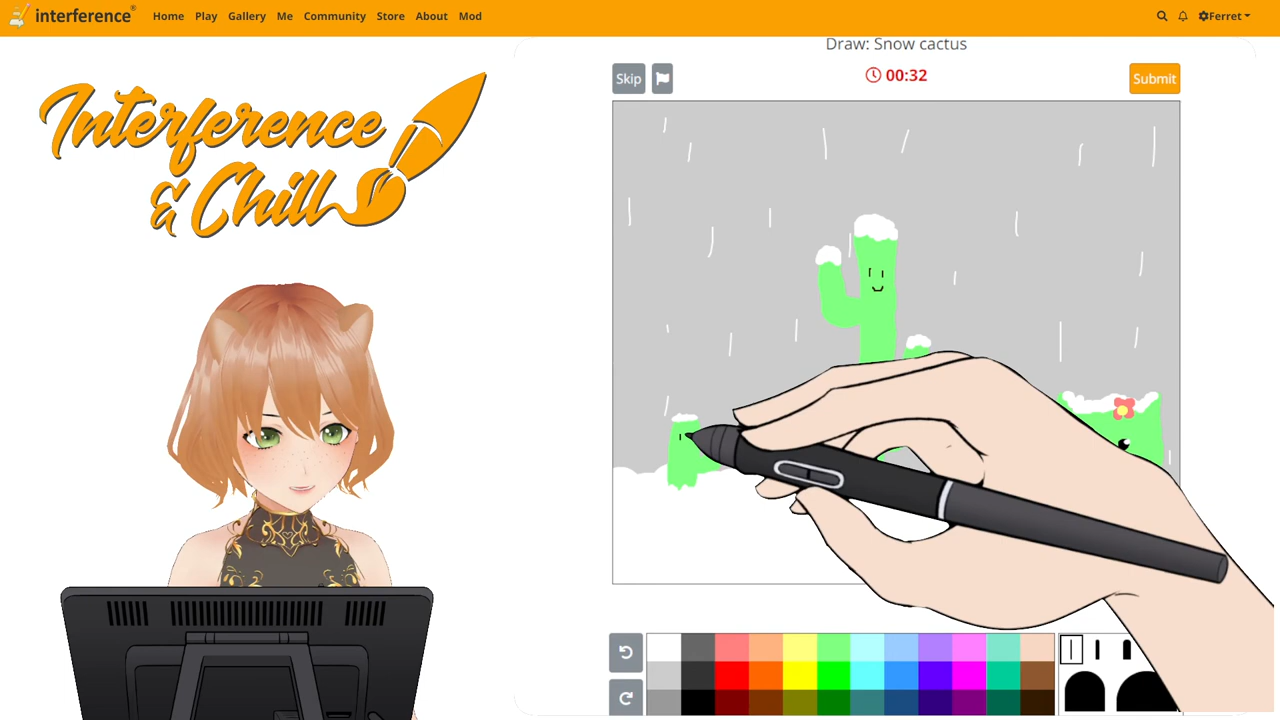 interference®
Home Play Gallery Me Community Store About Mod
Ferret
Interference
& Chill
Draw: Snow cactus
Skip
00:32
Submit